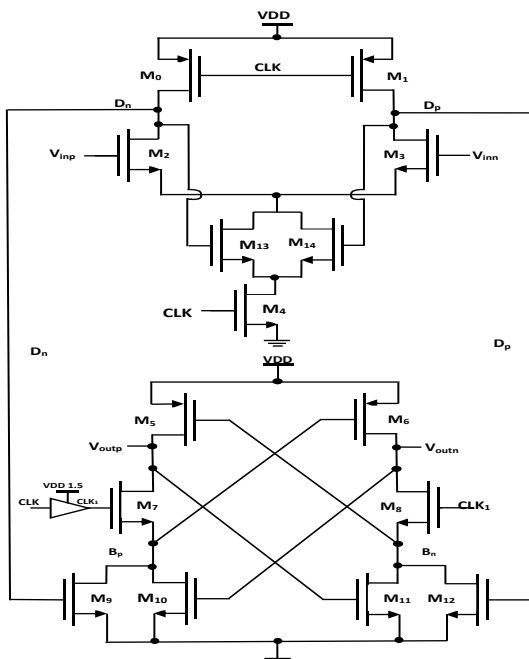 VDD
M0 CLK M1
Dn Dp
Vinp M2 M3 Vinn
M13 M14
CLK M4
Dn Dp
VDD
M5 M6
Voutp Voutn
VDD 1.5
CLK CLK1 M7 M8 CLK1
Bp Bn
M9 M10 M11 M12